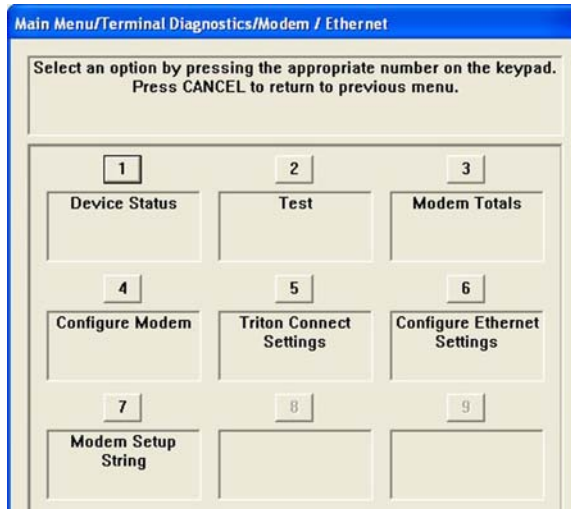 Main Menu/Terminal Diagnostics/Modem / Ethernet
Select an option by pressing the appropriate number on the keypad.
Press CANCEL to return to previous menu.
1 2 3
Device Status Test Modem Totals
4 5 6
Configure Modem Triton Connect Settings Configure Ethernet Settings
7 8 9
Modem Setup String